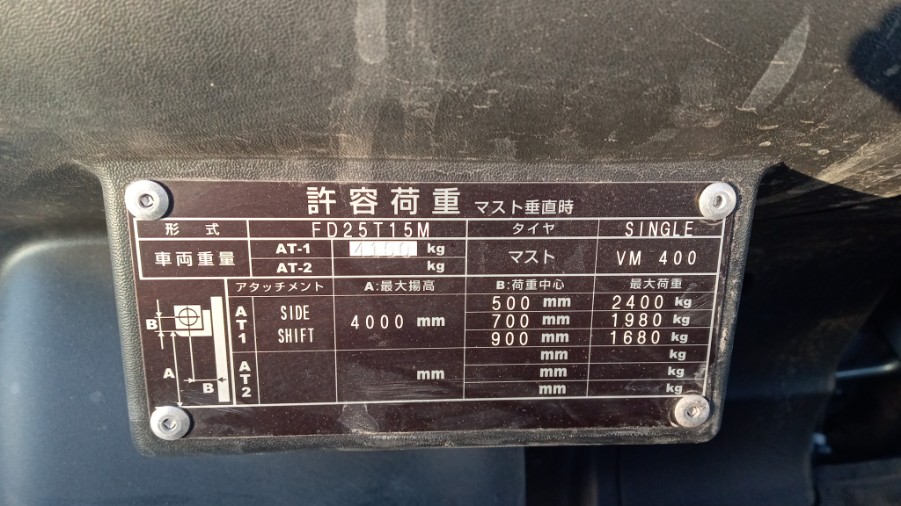 許容荷重 マスト垂直時
形式 FD25T15M タイヤ SINGLE
車両重量 AT-1 kg マスト VM 400
AT-2 kg
アタッチメント A:最大揚高 B:荷重中心 最大荷重
AT1 SIDE SHIFT 4000 mm 500 mm 2400 kg
700 mm 1980 kg
900 mm 1680 kg
AT2 mm mm kg
mm kg
mm kg
B
A
B